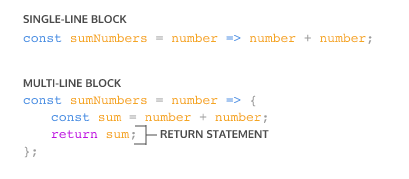 SINGLE-LINE BLOCK
const sumNumbers = number => number + number;
MULTI-LINE BLOCK
const sumNumbers = number => {
const sum = number + number;
return sum; RETURN STATEMENT
};